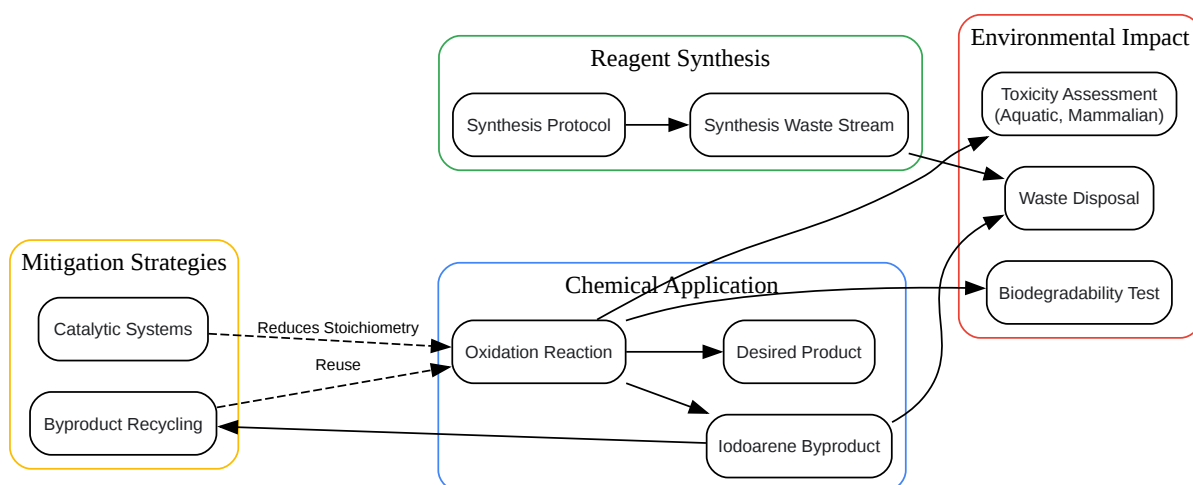 Environmental Impact
Reagent Synthesis
Toxicity Assessment
(Aquatic, Mammalian)
Synthesis Protocol
Synthesis Waste Stream
Waste Disposal
Mitigation Strategies
Chemical Application
Biodegradability Test
Catalytic Systems
Reduces Stoichiometry
Oxidation Reaction
Desired Product
Reuse
Byproduct Recycling
Iodoarene Byproduct